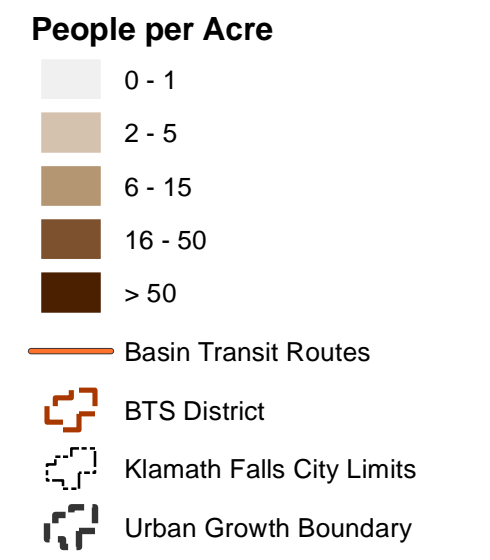 People per Acre
0 - 1
2 - 5
6 - 15
16 - 50
> 50
Basin Transit Routes
BTS District
Klamath Falls City Limits
Urban Growth Boundary